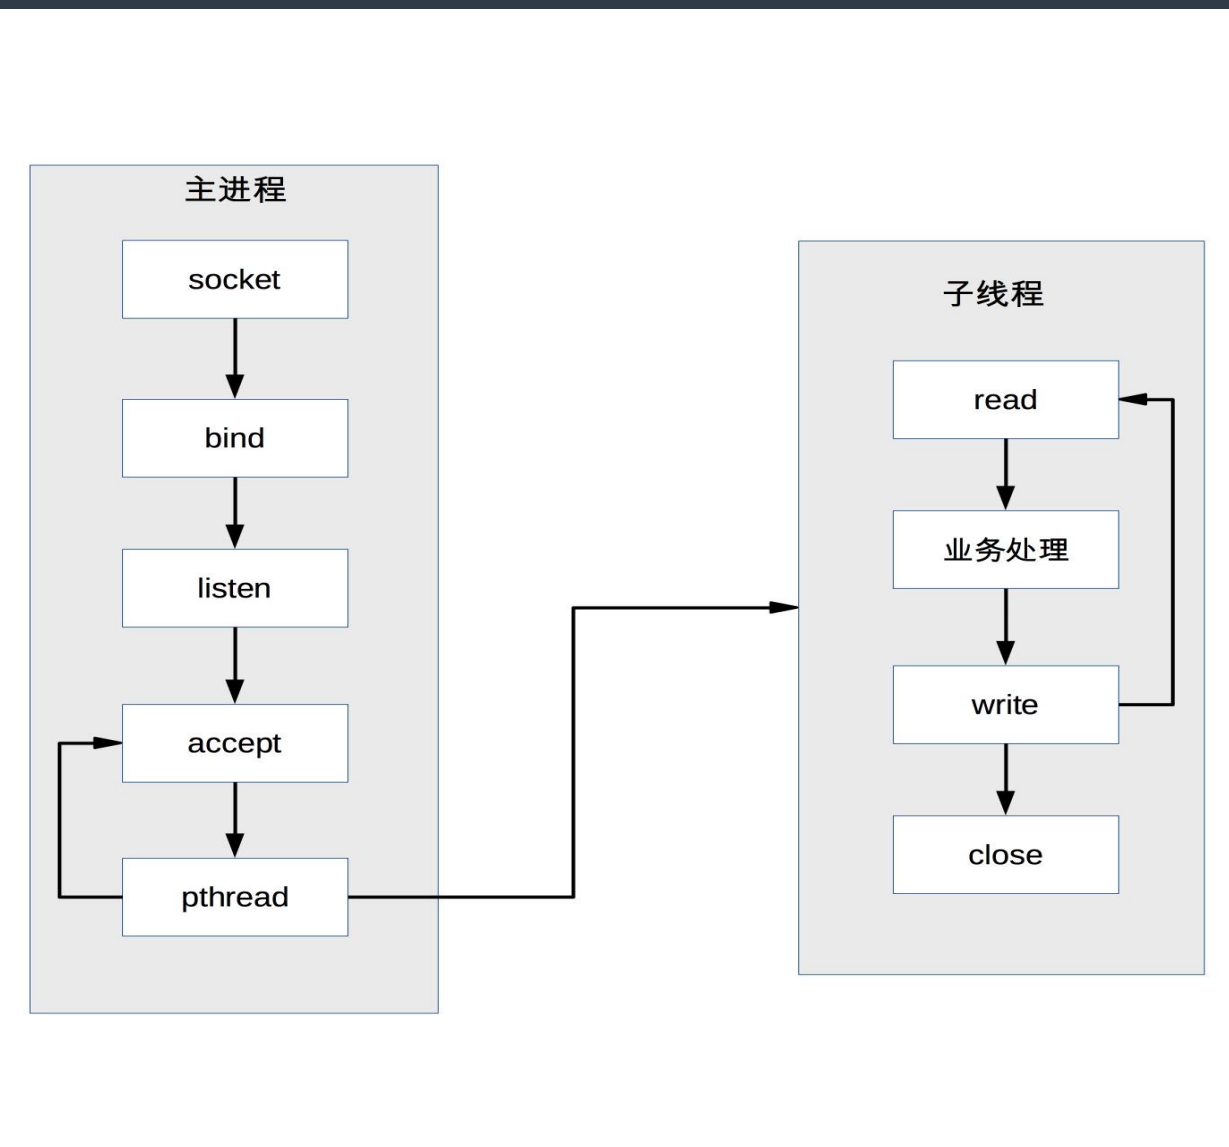 主进程
socket
bind
listen
accept
pthread
子线程
read
业务处理
write
close